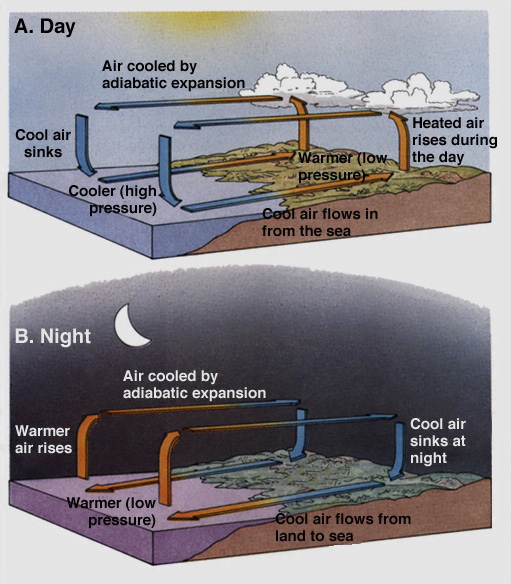 A. Day
Air cooled by
adiabatic expansion
Cool air
sinks
Heated air
rises during
the day
Warmer (low
pressure)
Cooler (high
pressure)
Cool air flows in
from the sea
B. Night
Air cooled by
adiabatic expansion
Warmer
air rises
Cool air
sinks at
night
Warmer (low
pressure)
Cool air flows from
land to sea